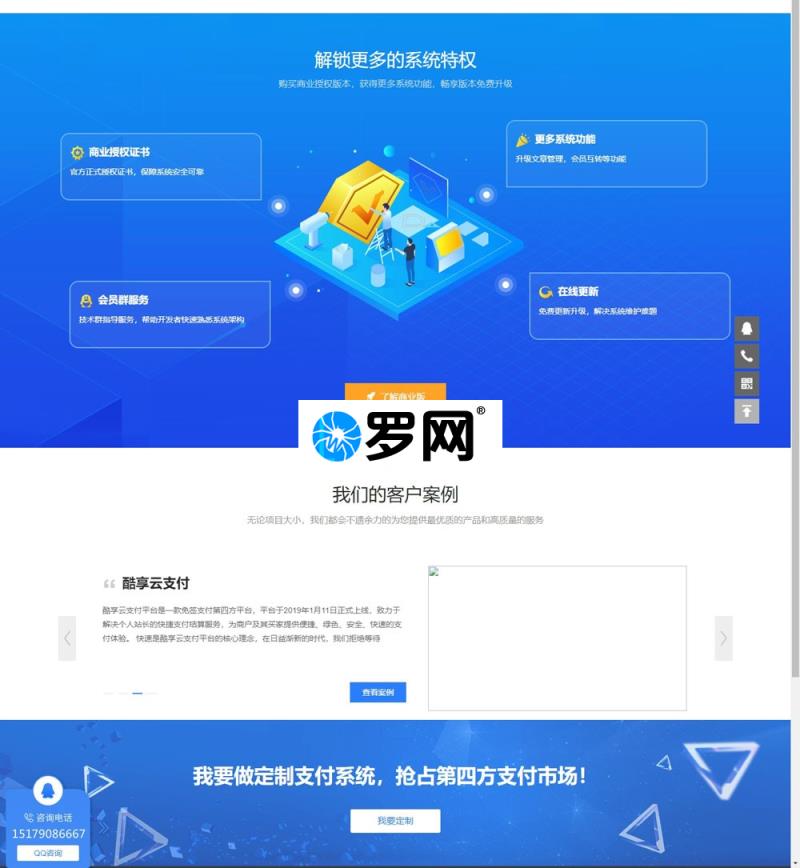 解锁更多的系统特权
购买商业授权版本，获得更多系统功能，畅享版本免费升级
商业授权证书
官方正式授权证书，保障系统安全可靠
更多系统功能
升级文章管理，会员互转等功能
会员群服务
技术群指导服务，帮助开发者快速熟悉系统架构
在线更新
免费更新升级，解决系统维护难题
了解商业版
罗网®
我们的客户案例
无论项目大小，我们都会不遗余力的为您提供最优质的产品和高质量的服务
酷享云支付
酷享云支付平台是一款免签支付第四方平台，平台于2019年1月11日正式上线，致力于
解决个人站长的快捷支付结算服务，为商户及其买家提供便捷、绿色、安全、快速的支
付体验。 快速是酷享云支付平台的核心理念，在日益渐新的时代，我们拒绝等待
查看案例
我要做定制支付系统，抢占第四方支付市场！
我要定制
咨询电话
15179086667
QQ咨询